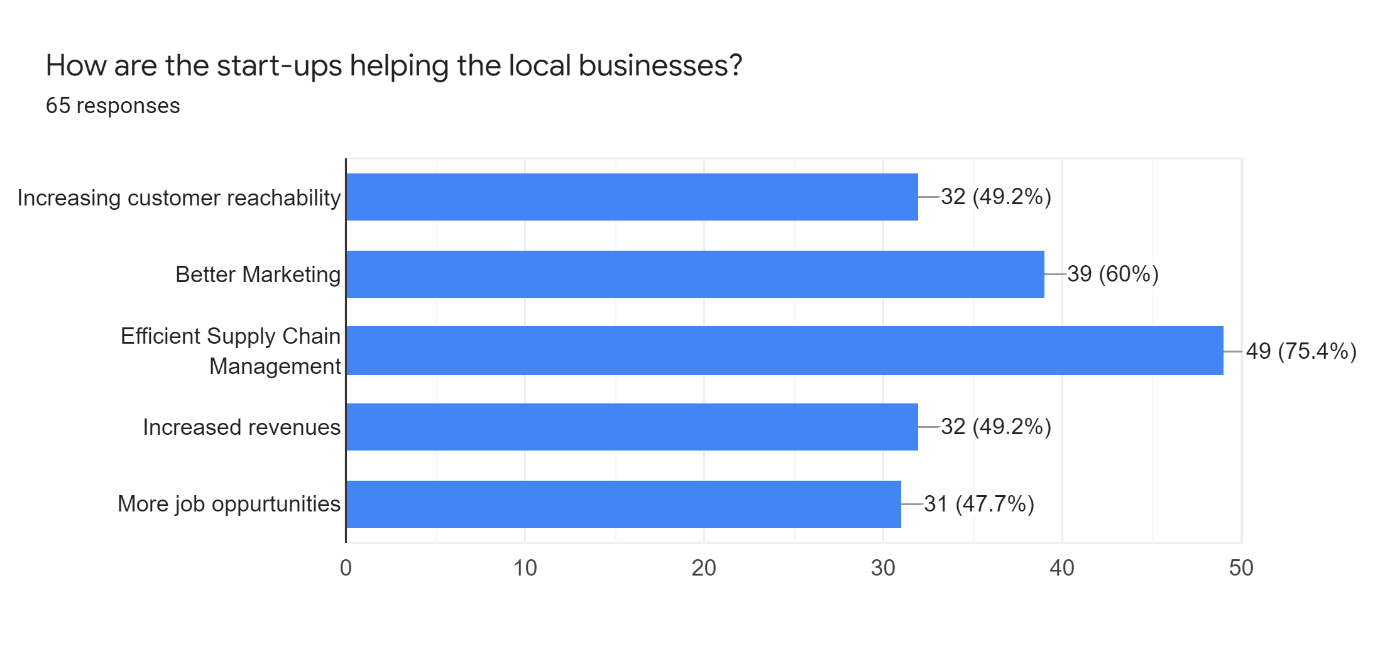 How are the start-ups helping the local businesses?
65 responses
Increasing customer reachability
32 (49.2%)
Better Marketing
39 (60%)
Efficient Supply Chain
Management
49 (75.4%)
Increased revenues
32 (49.2%)
More job oppurtunities
31 (47.7%)
0 10 20 30 40 50